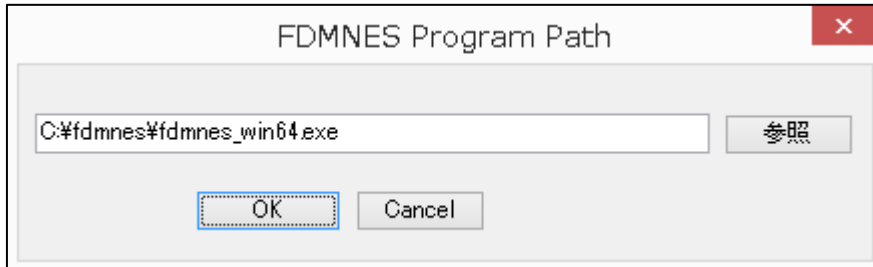 FDMNES Program Path
C:¥fdmnes¥fdmnes_win64.exe
参照
OK
Cancel